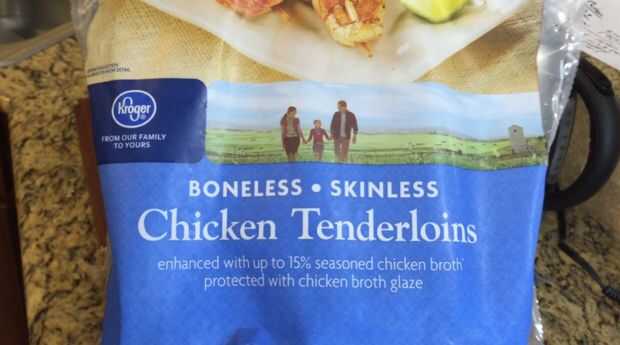 Kroger
FROM OUR FAMILY
TO YOURS
BONELESS • SKINLESS
Chicken Tenderloins
enhanced with up to 15% seasoned chicken broth*
protected with chicken broth glaze